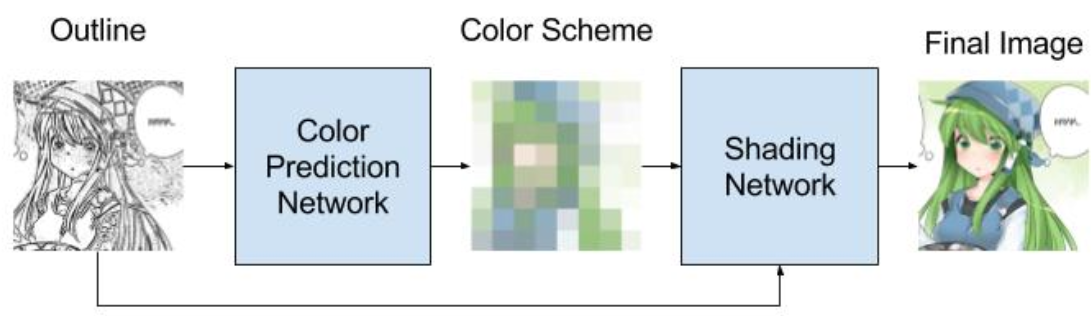 Outline
Color Scheme
Final Image
Color
Prediction
Network
Shading
Network